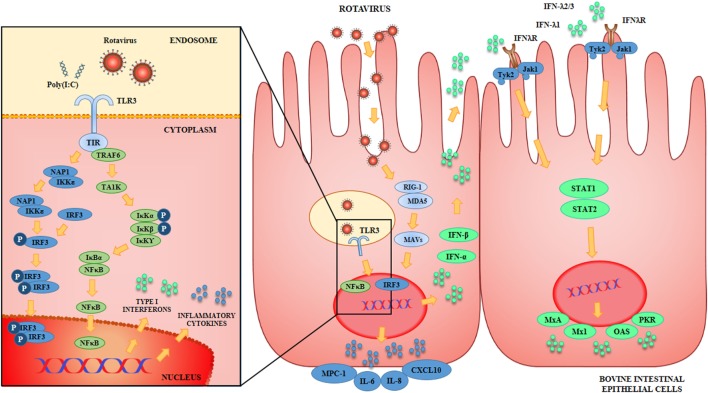 ENDOSOME
Rotavirus
Poly(I:C)
TLR3
CYTOPLASM
TIR
TRAF6
NAP1
IKKα
TA1K
NAP1
IKKα
IRF3
IκKα
P
IκKβ
P
IκKγ
P
IRF3
IκBα
NFκB
P
IRF3
P
IRF3
TYPE I
INTERFERONS
INFLAMMATORY
CYTOKINES
NFκB
P
IRF3
P
IRF3
NFκB
NUCLEUS
ROTAVIRUS
RIG-1
MDA5
TLR3
MAVs
IFN-β
IFN-α
NFκB
IRF3
MPC-1
IL-6
IL-8
CXCL10
IFN-λ2/3
IFN-λ1
IFNλR
IFNλR
Tyk2
Jak1
Tyk2
Jak1
STAT1
STAT2
MxA
Mx1
OAS
PKR
BOVINE INTESTINAL
EPITHELIAL CELLS